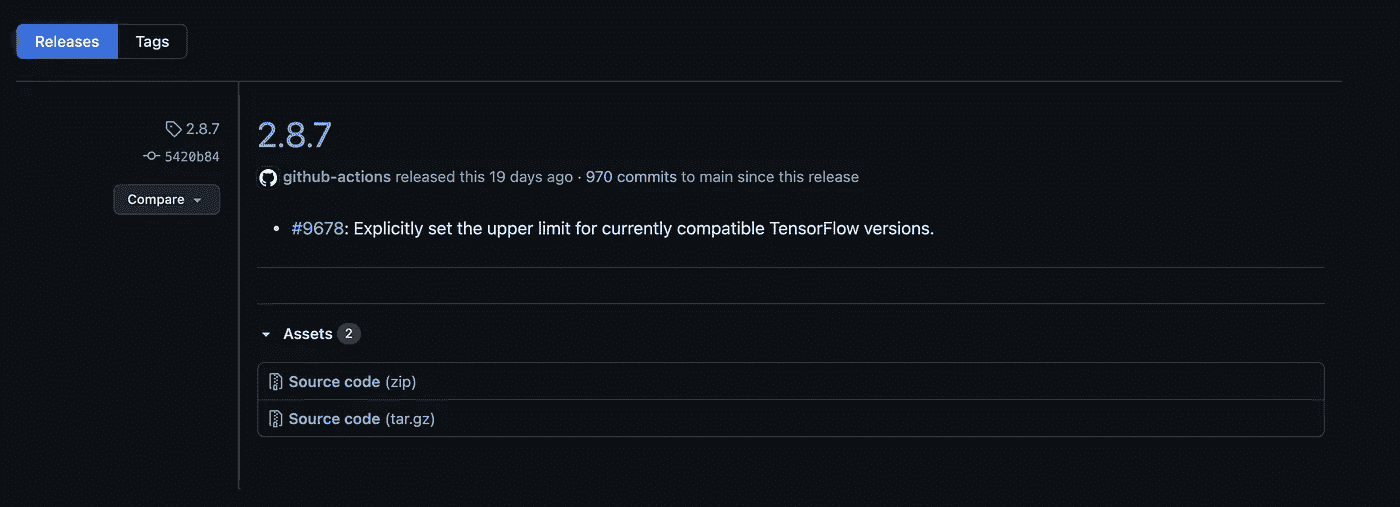 Releases
Tags
2.8.7
5420b84
Compare
2.8.7
github-actions released this 19 days ago · 970 commits to main since this release
• #9678: Explicitly set the upper limit for currently compatible TensorFlow versions.
Assets 2
Source code (zip)
Source code (tar.gz)